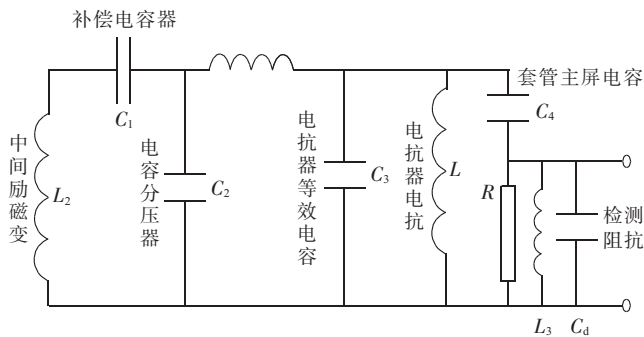 补偿电容器
C₁
中间励磁变
L₂
电容分压器
C₂
电抗器等效电容
C₃
电抗器电抗
L
套管主屏电容
C₄
R
检测
阻抗
L₃
C_d